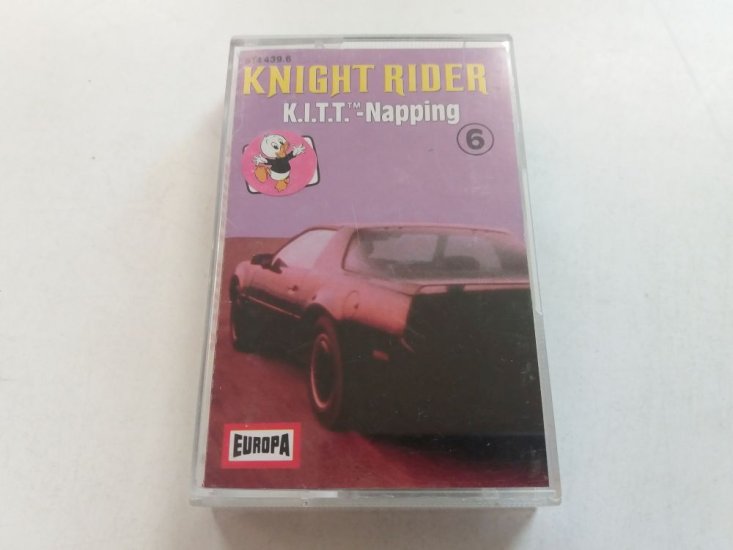 KNIGHT RIDER
K.I.T.T.™-Napping
6
EUROPA